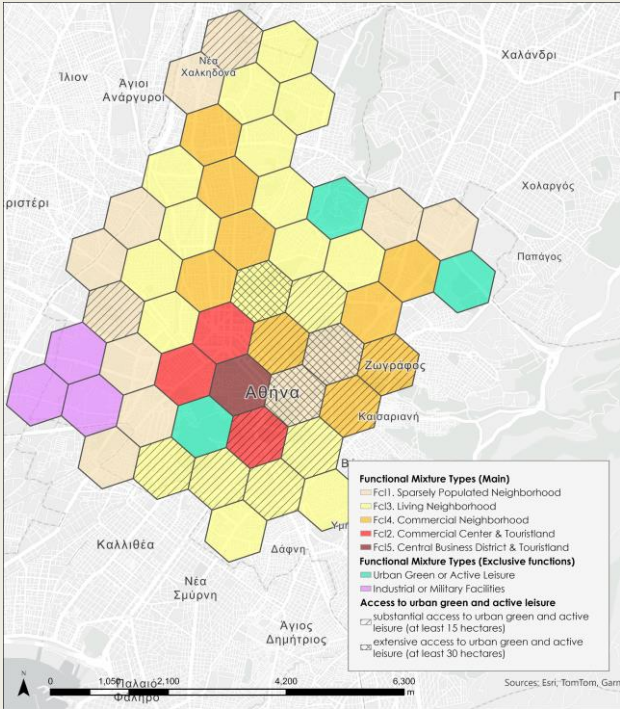 Χαλάνδρι
Νέα
Χαλκηδόνα
Ίλιον
Άγιοι
Ανάργυροι
Π
Χολαργός
ριστέρι
Παπάγος
Ζωγράφος
Αθήνα
Καισαριανή
Β
Υμη
Καλλιθέα
Δάφνη
Νέα
Σμύρνη
Άγιος
Δημήτριος
Παλαιό
Φάληρο
Functional Mixture Types (Main)
Fcl1. Sparsely Populated Neighborhood
Fcl3. Living Neighborhood
Fcl4. Commercial Neighborhood
Fcl2. Commercial Center & Touristland
Fcl5. Central Business District & Touristland
Functional Mixture Types (Exclusive functions)
Urban Green or Active Leisure
Industrial or Military Facilities
Access to urban green and active leisure
substantial access to urban green and active
leisure (at least 15 hectares)
extensive access to urban green and active
leisure (at least 30 hectares)
N
0 1,050 2,100 4,200 6,300
m
Sources: Esri, TomTom, Garm